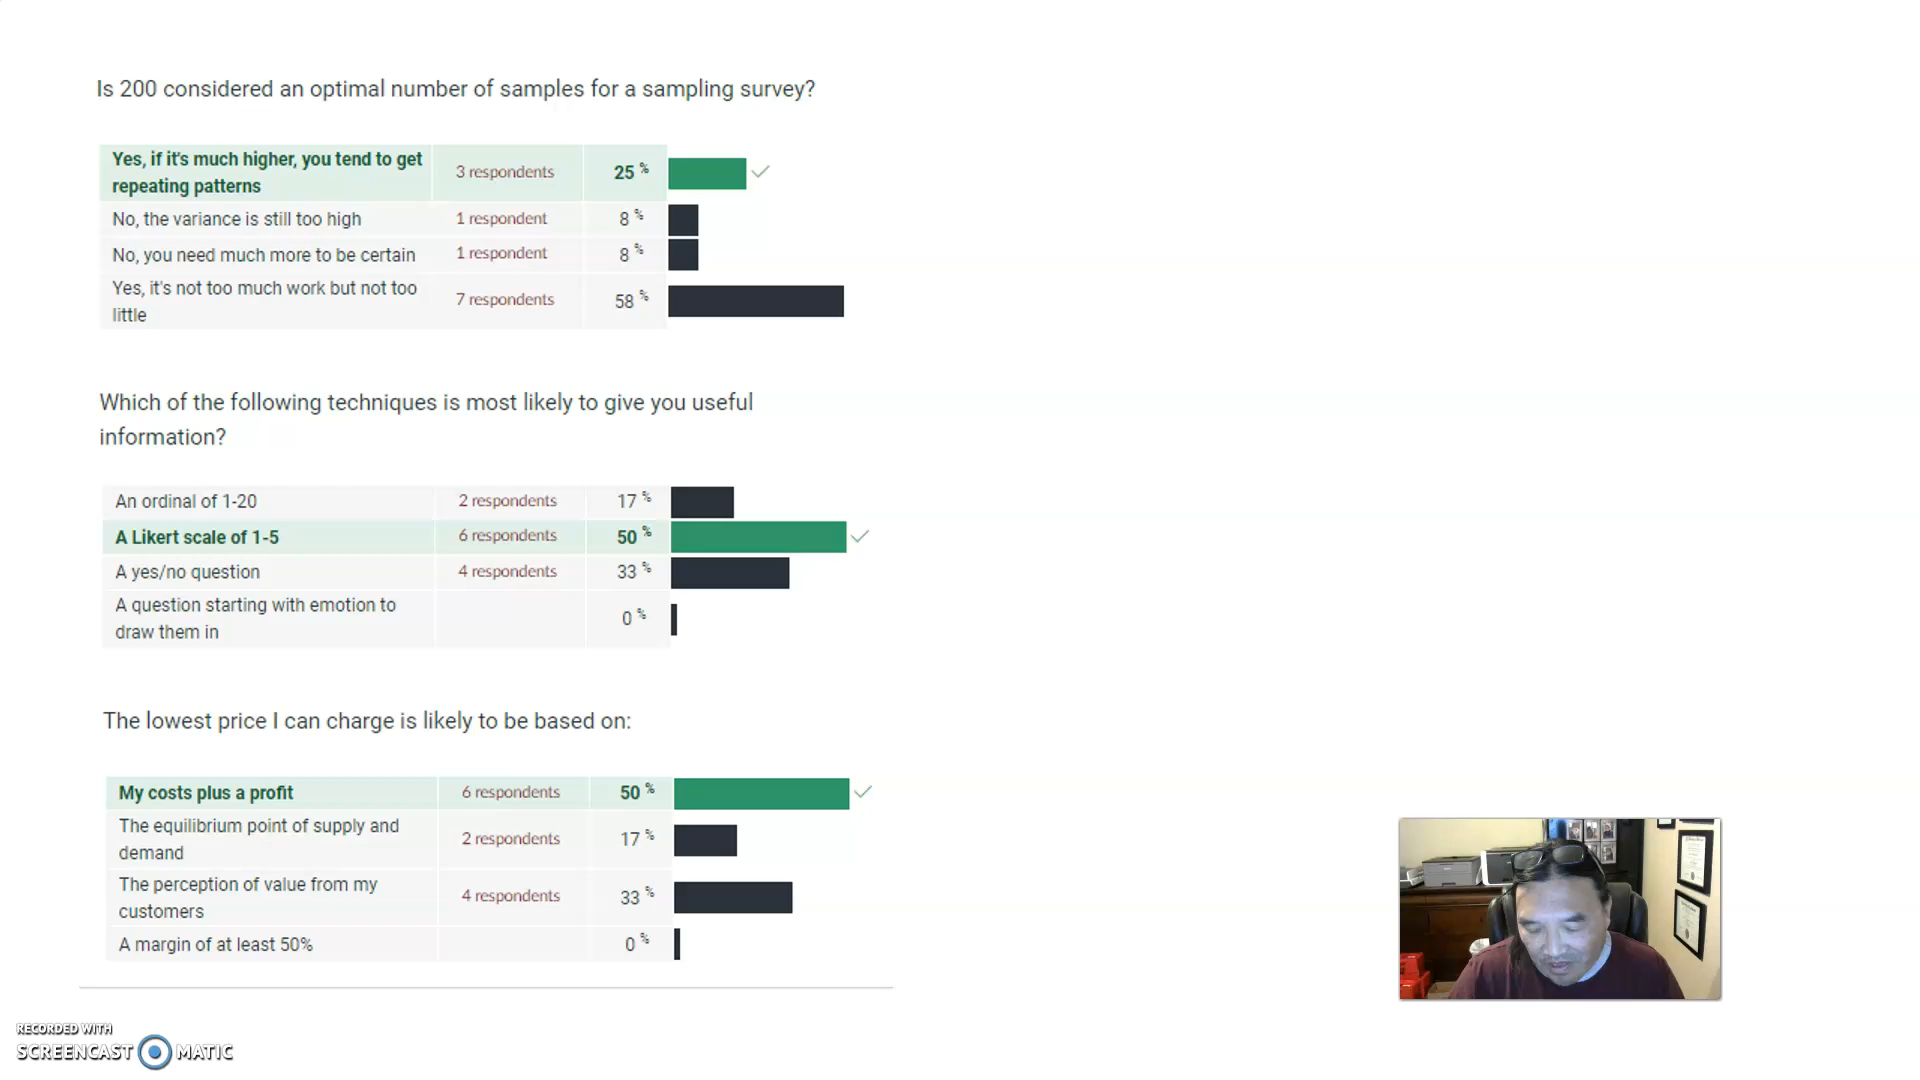 Is 200 considered an optimal number of samples for a sampling survey?
Yes, if it's much higher, you tend to get
repeating patterns
3 respondents
25 %
No, the variance is still too high
1 respondent
8 %
No, you need much more to be certain
1 respondent
8 %
Yes, it's not too much work but not too
little
7 respondents
58 %
Which of the following techniques is most likely to give you useful
information?
An ordinal of 1-20
2 respondents
17 %
A Likert scale of 1-5
6 respondents
50 %
A yes/no question
4 respondents
33 %
A question starting with emotion to
draw them in
0 %
The lowest price I can charge is likely to be based on:
My costs plus a profit
6 respondents
50 %
The equilibrium point of supply and
demand
2 respondents
17 %
The perception of value from my
customers
4 respondents
33 %
A margin of at least 50%
0 %
RECORDED WITH
SCREENCAST MATIC